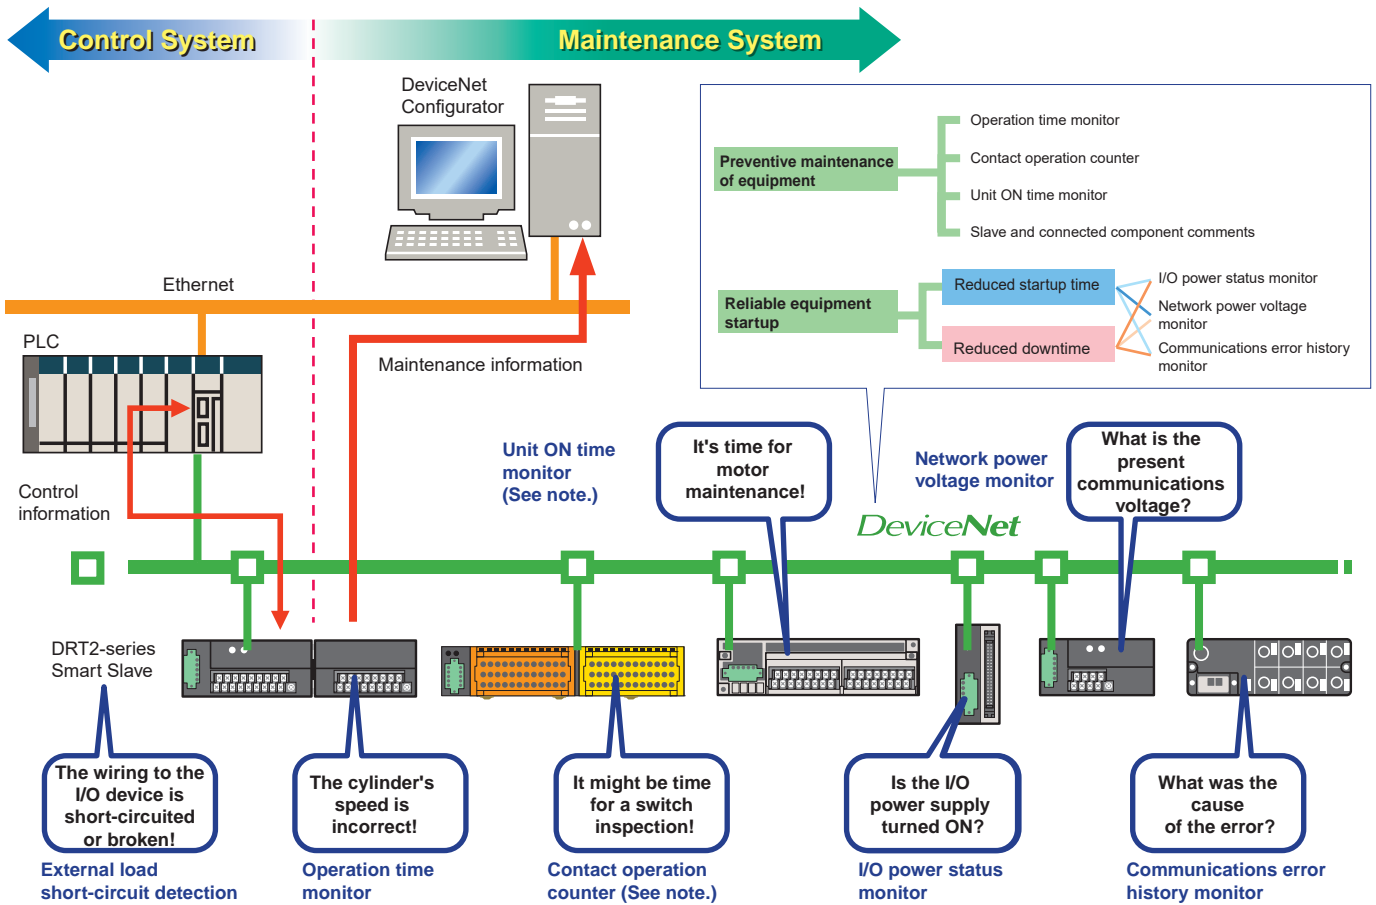 Control System
Maintenance System
DeviceNet
Configurator
Operation time monitor
Contact operation counter
Preventive maintenance
of equipment
Unit ON time monitor
Slave and connected component comments
Ethernet
Reduced startup time
I/O power status monitor
Reliable equipment
startup
Network power voltage
monitor
Reduced downtime
Communications error history
monitor
PLC
Maintenance information
Control
information
Unit ON time
monitor
(See note.)
It's time for
motor
maintenance!
Network power
voltage monitor
What is the
present
communications
voltage?
DeviceNet
DRT2-series
Smart Slave
The wiring to the
I/O device is
short-circuited
or broken!
The cylinder's
speed is
incorrect!
It might be time
for a switch
inspection!
Is the I/O
power supply
turned ON?
What was the
cause
of the error?
External load
short-circuit detection
Operation time
monitor
Contact operation
counter (See note.)
I/O power status
monitor
Communications error
history monitor